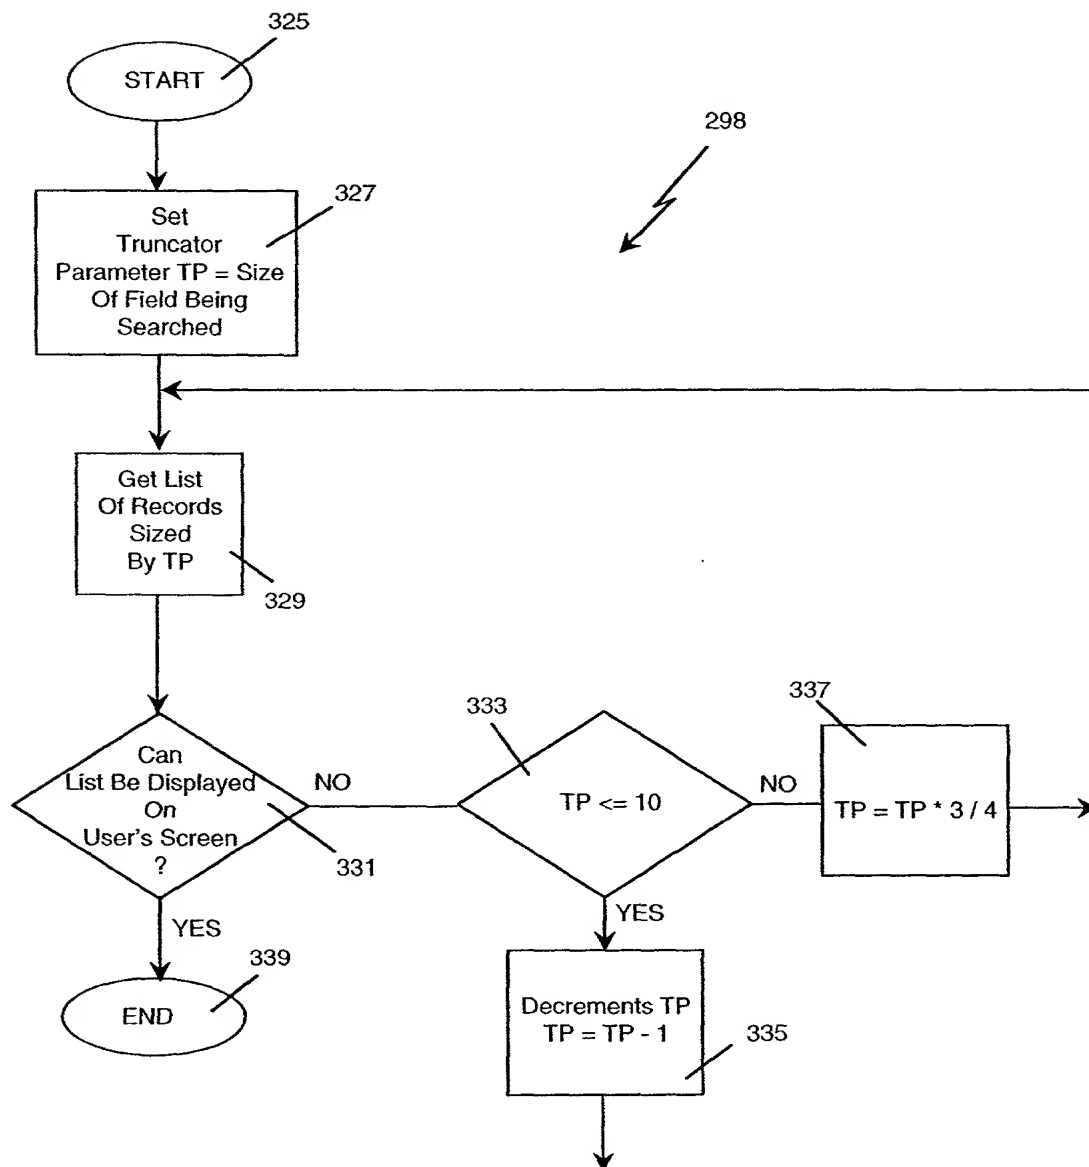 325
START
298
327
Set
Truncator
Parameter TP = Size
Of Field Being
Searched
Get List
Of Records
Sized
By TP
329
337
333
Can
List Be Displayed
On
User's Screen
?
NO
TP <= 10
NO
TP = TP * 3 / 4
331
YES
YES
339
END
Decrements TP
TP = TP - 1
335